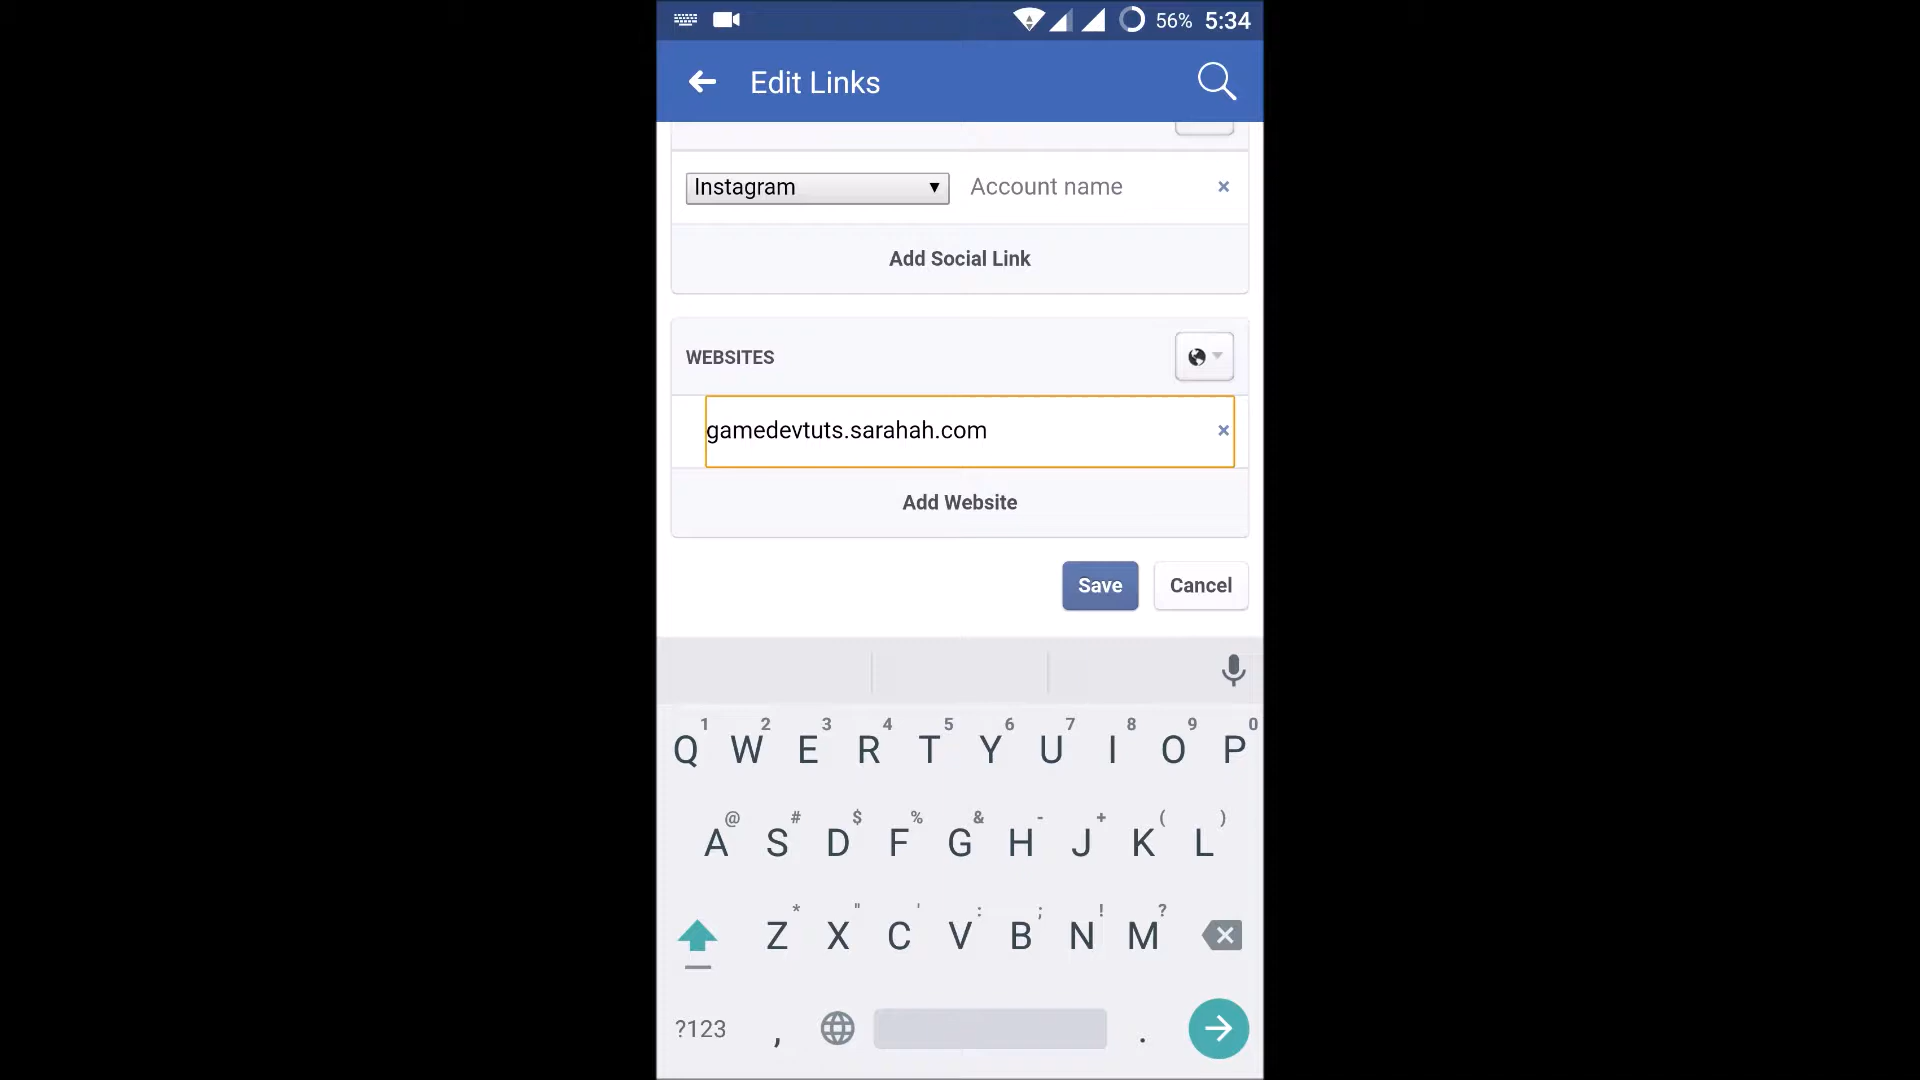 56% 5:34
Edit Links
Instagram Account name ×
Add Social Link
WEBSITES
gamedevtuts.sarahah.com ×
Add Website
Save Cancel
1 2 3 4 5 6 7 8 9 0
Q W E R T Y U I O P
@ # $ % & - + ( )
A S D F G H J K L
* " ' : ; ! ?
Z X C V B N M
?123 , .